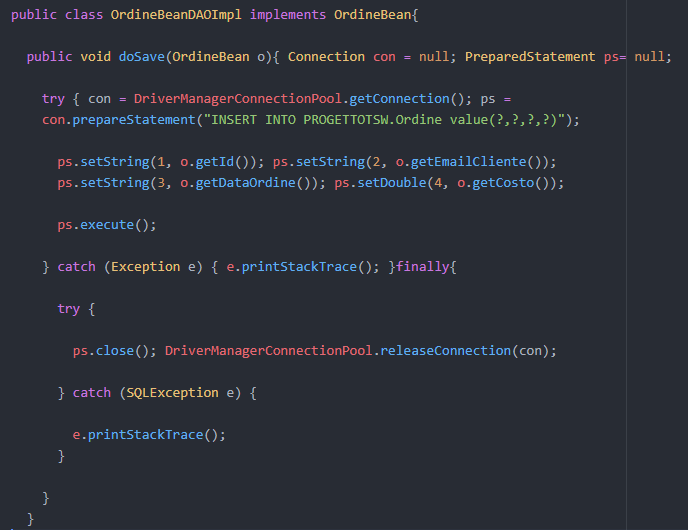 public class OrdineBeanDAOImpl implements OrdineBean{
public void doSave(OrdineBean o){ Connection con = null; PreparedStatement ps= null;
try { con = DriverManagerConnectionPool.getConnection(); ps =
con.prepareStatement("INSERT INTO PROGETTOTSW.Ordine value(?,?,?,?)");
ps.setString(1, o.getId()); ps.setString(2, o.getEmailCliente());
ps.setString(3, o.getDataOrdine()); ps.setDouble(4, o.getCosto());
ps.execute();
} catch (Exception e) { e.printStackTrace(); }finally{
try {
ps.close(); DriverManagerConnectionPool.releaseConnection(con);
} catch (SQLException e) {
e.printStackTrace();
}
}
}